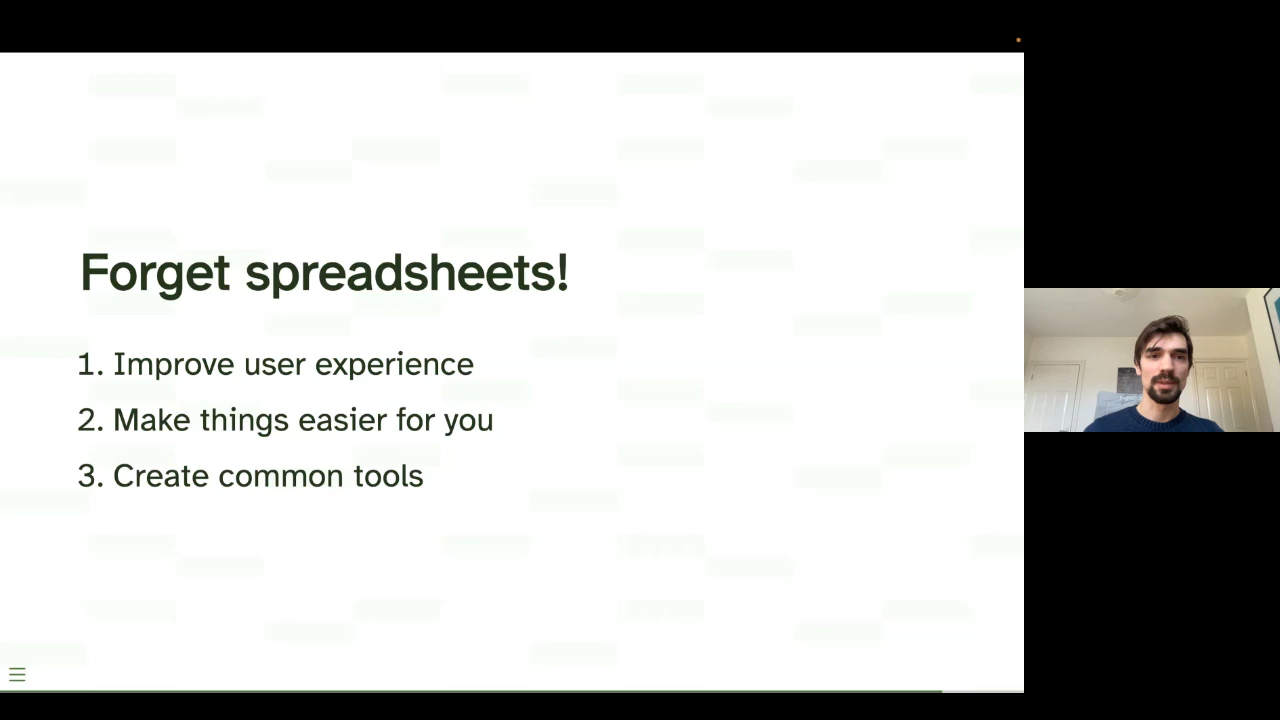 Forget spreadsheets!
1. Improve user experience
2. Make things easier for you
3. Create common tools